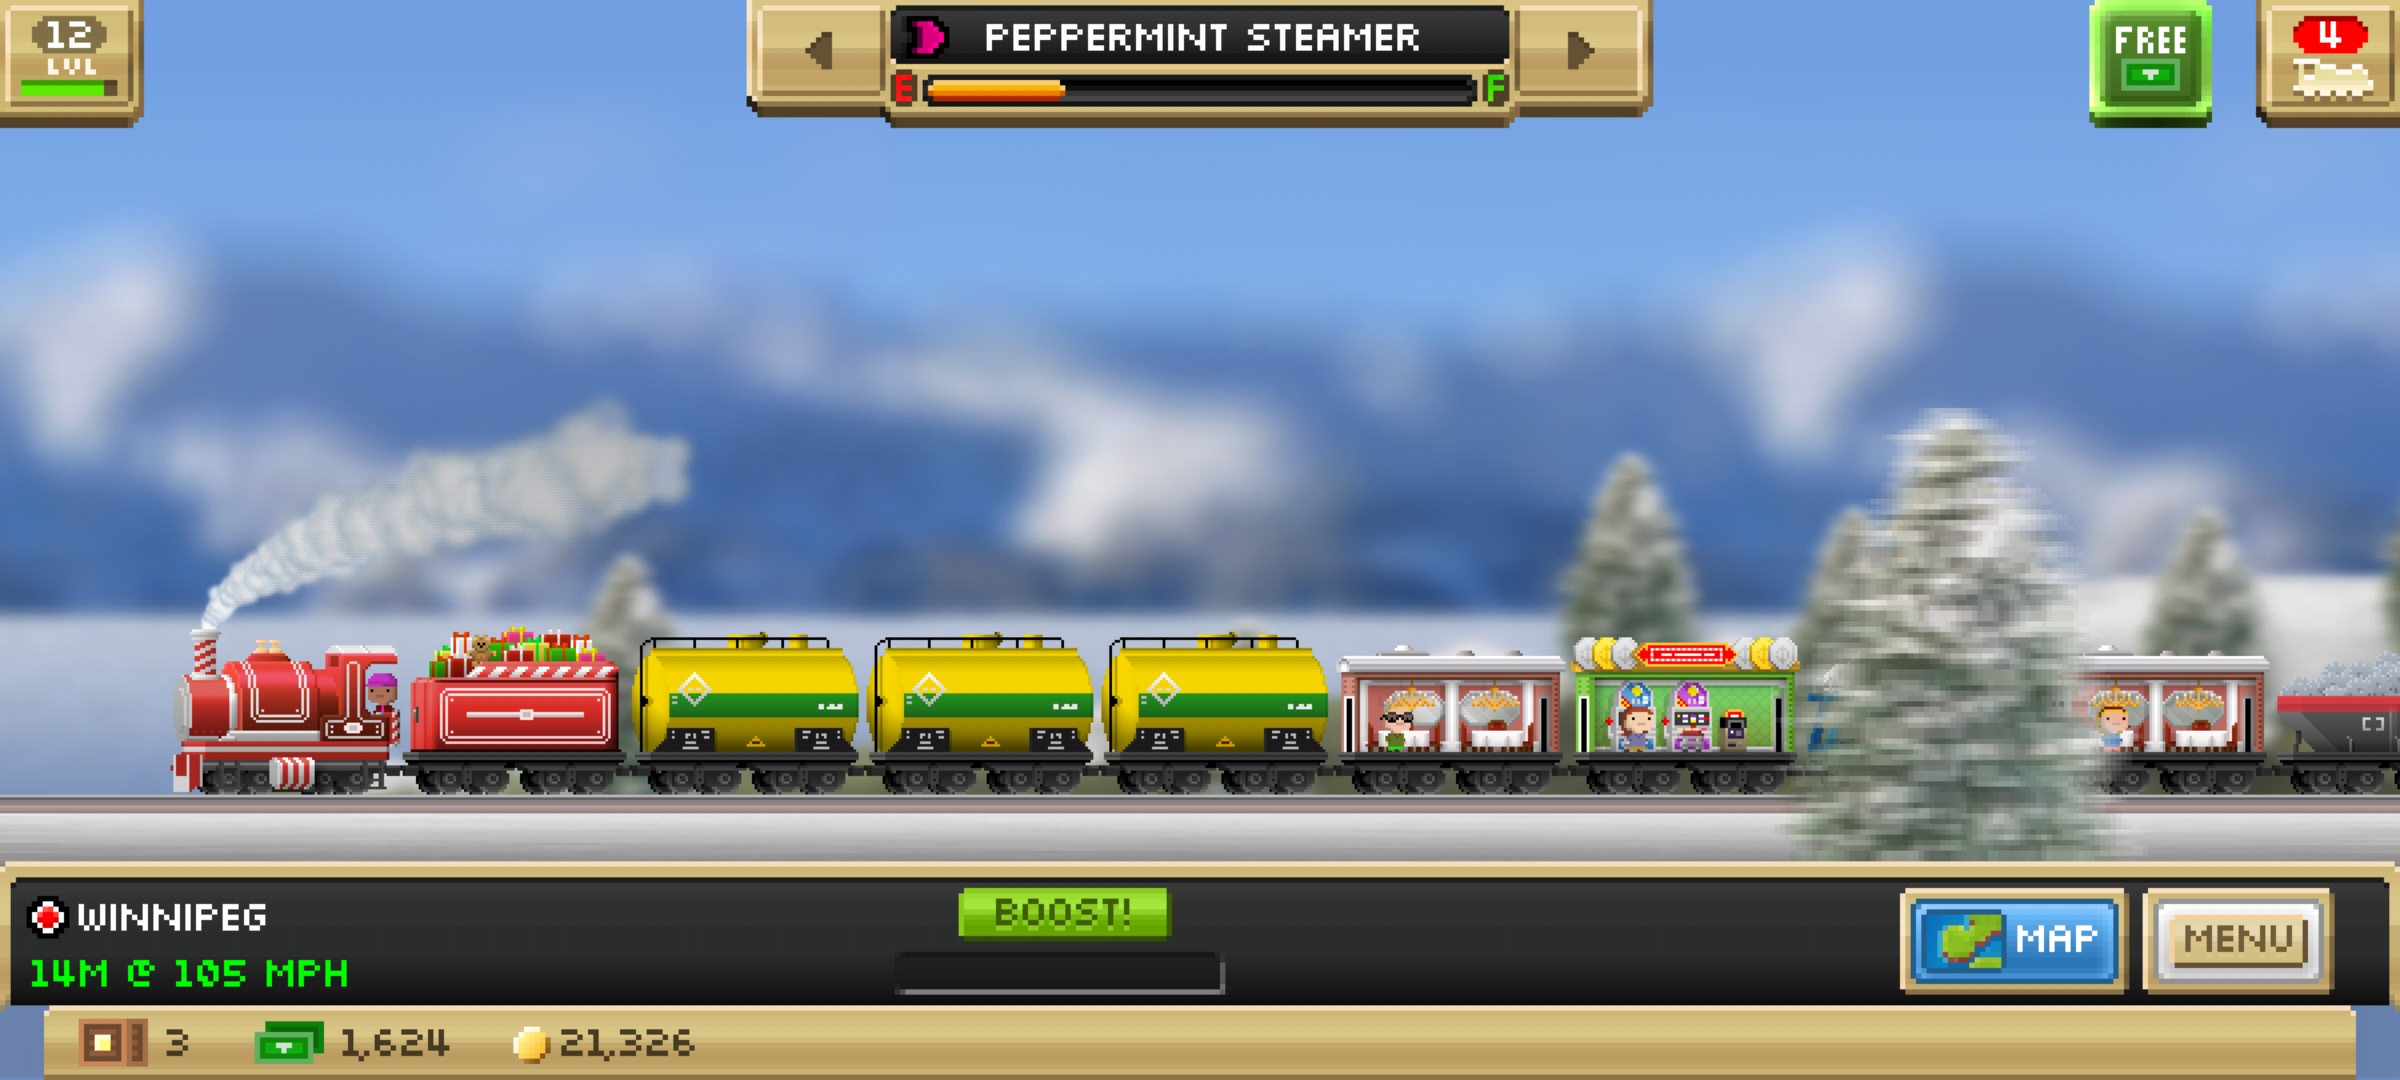 12
LVL
PEPPERMINT STEAMER
E F
FREE
4
WINNIPEG
14M @ 105 MPH
BOOST!
MAP
MENU
3 1,624 21,326